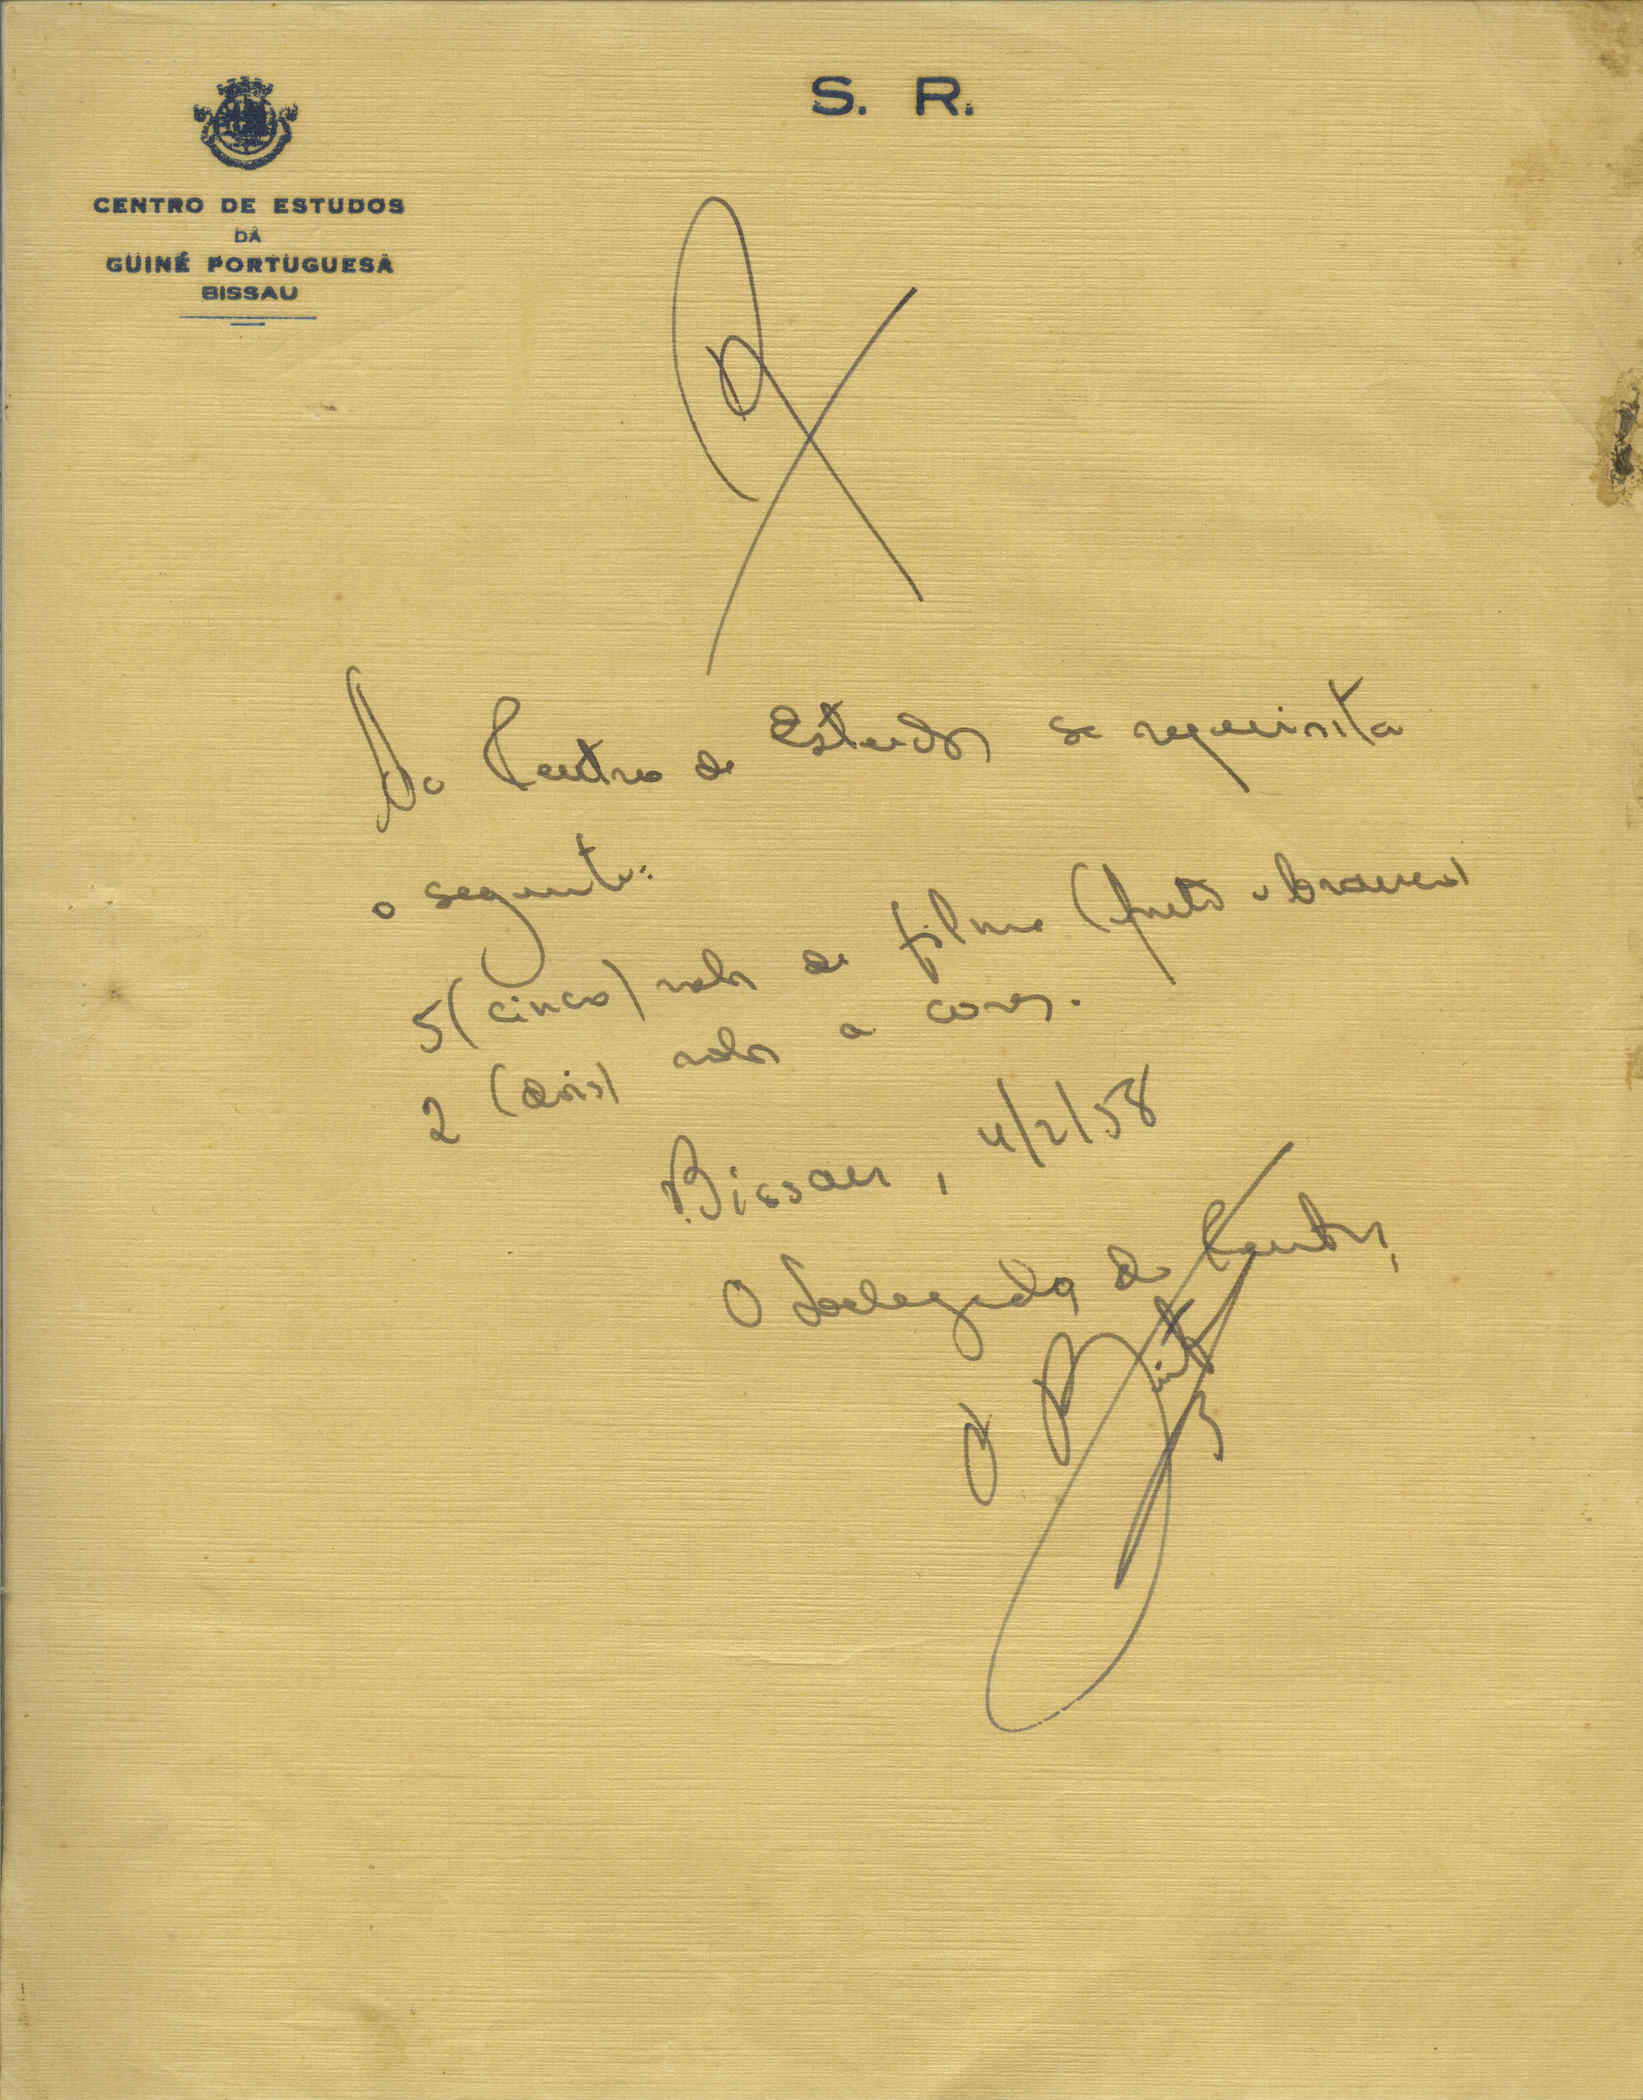 S. R.
CENTRO DE ESTUDOS
DA
GUINÉ PORTUGUESA
BISSAU
Ao Centro de Estudos se requisita
o seguinte:
5 (cinco) rolos de filme (preto e branco)
2 (dois) rolos a cores.
Bissau, 4/2/58
O do Centro,